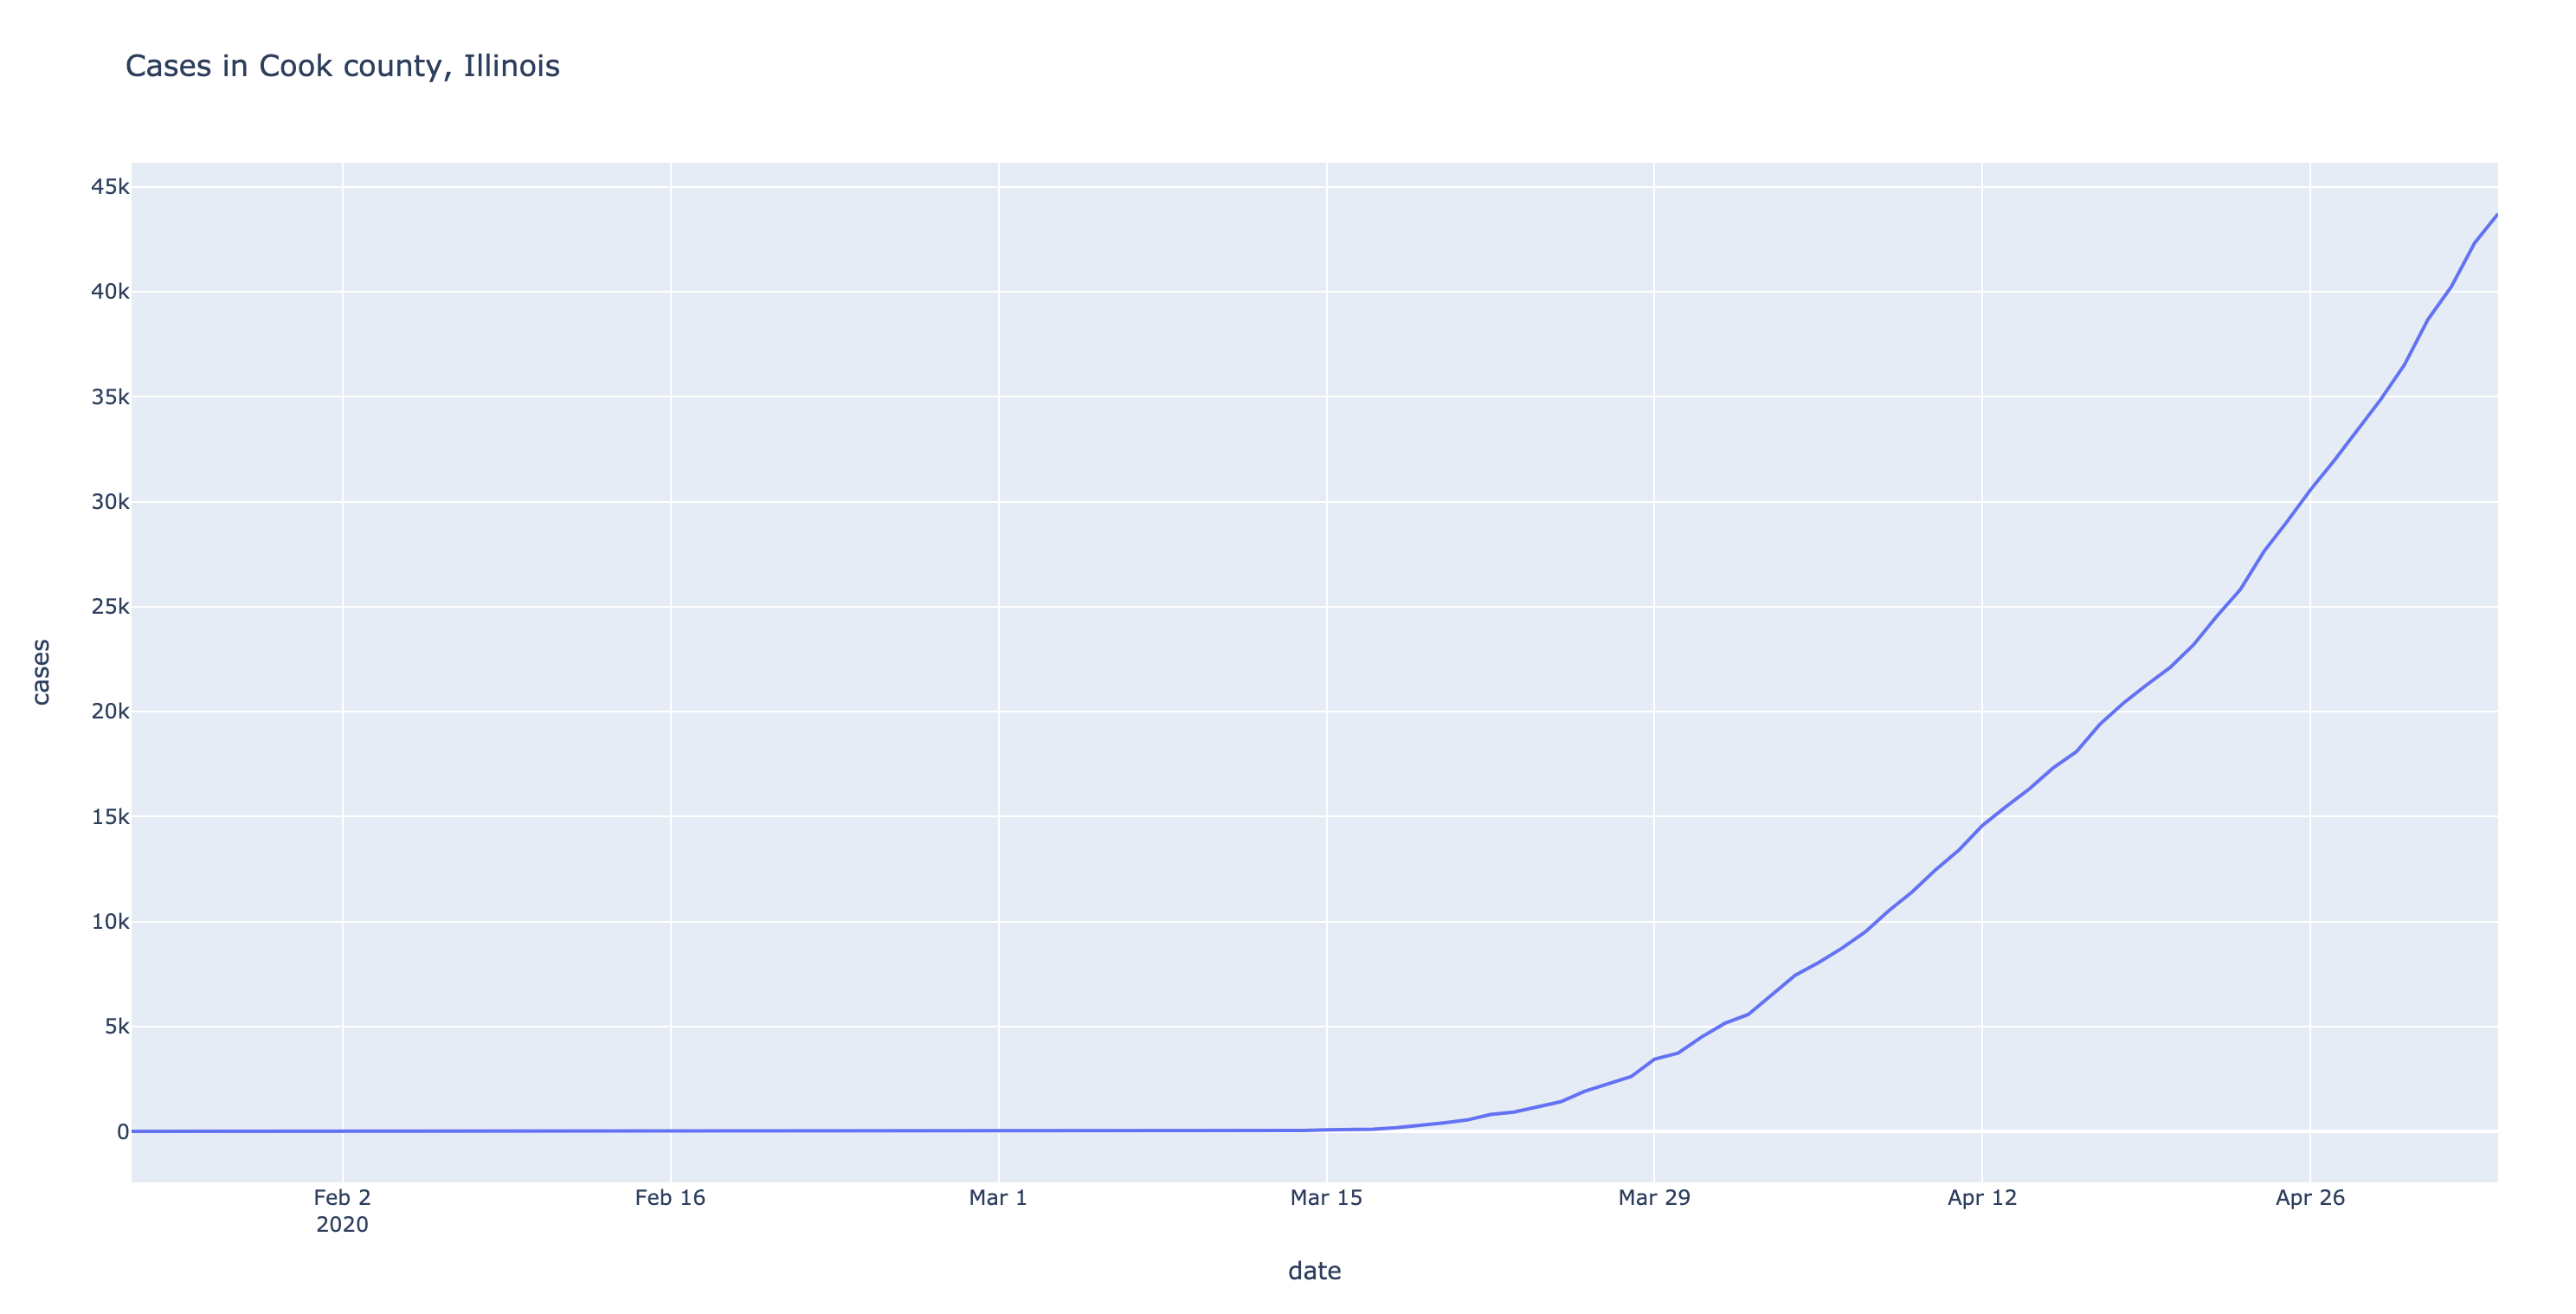 Cases in Cook county, Illinois
45k
40k
35k
30k
25k
20k
15k
10k
5k
0
cases
Feb 2
2020
Feb 16
Mar 1
Mar 15
Mar 29
Apr 12
Apr 26
date